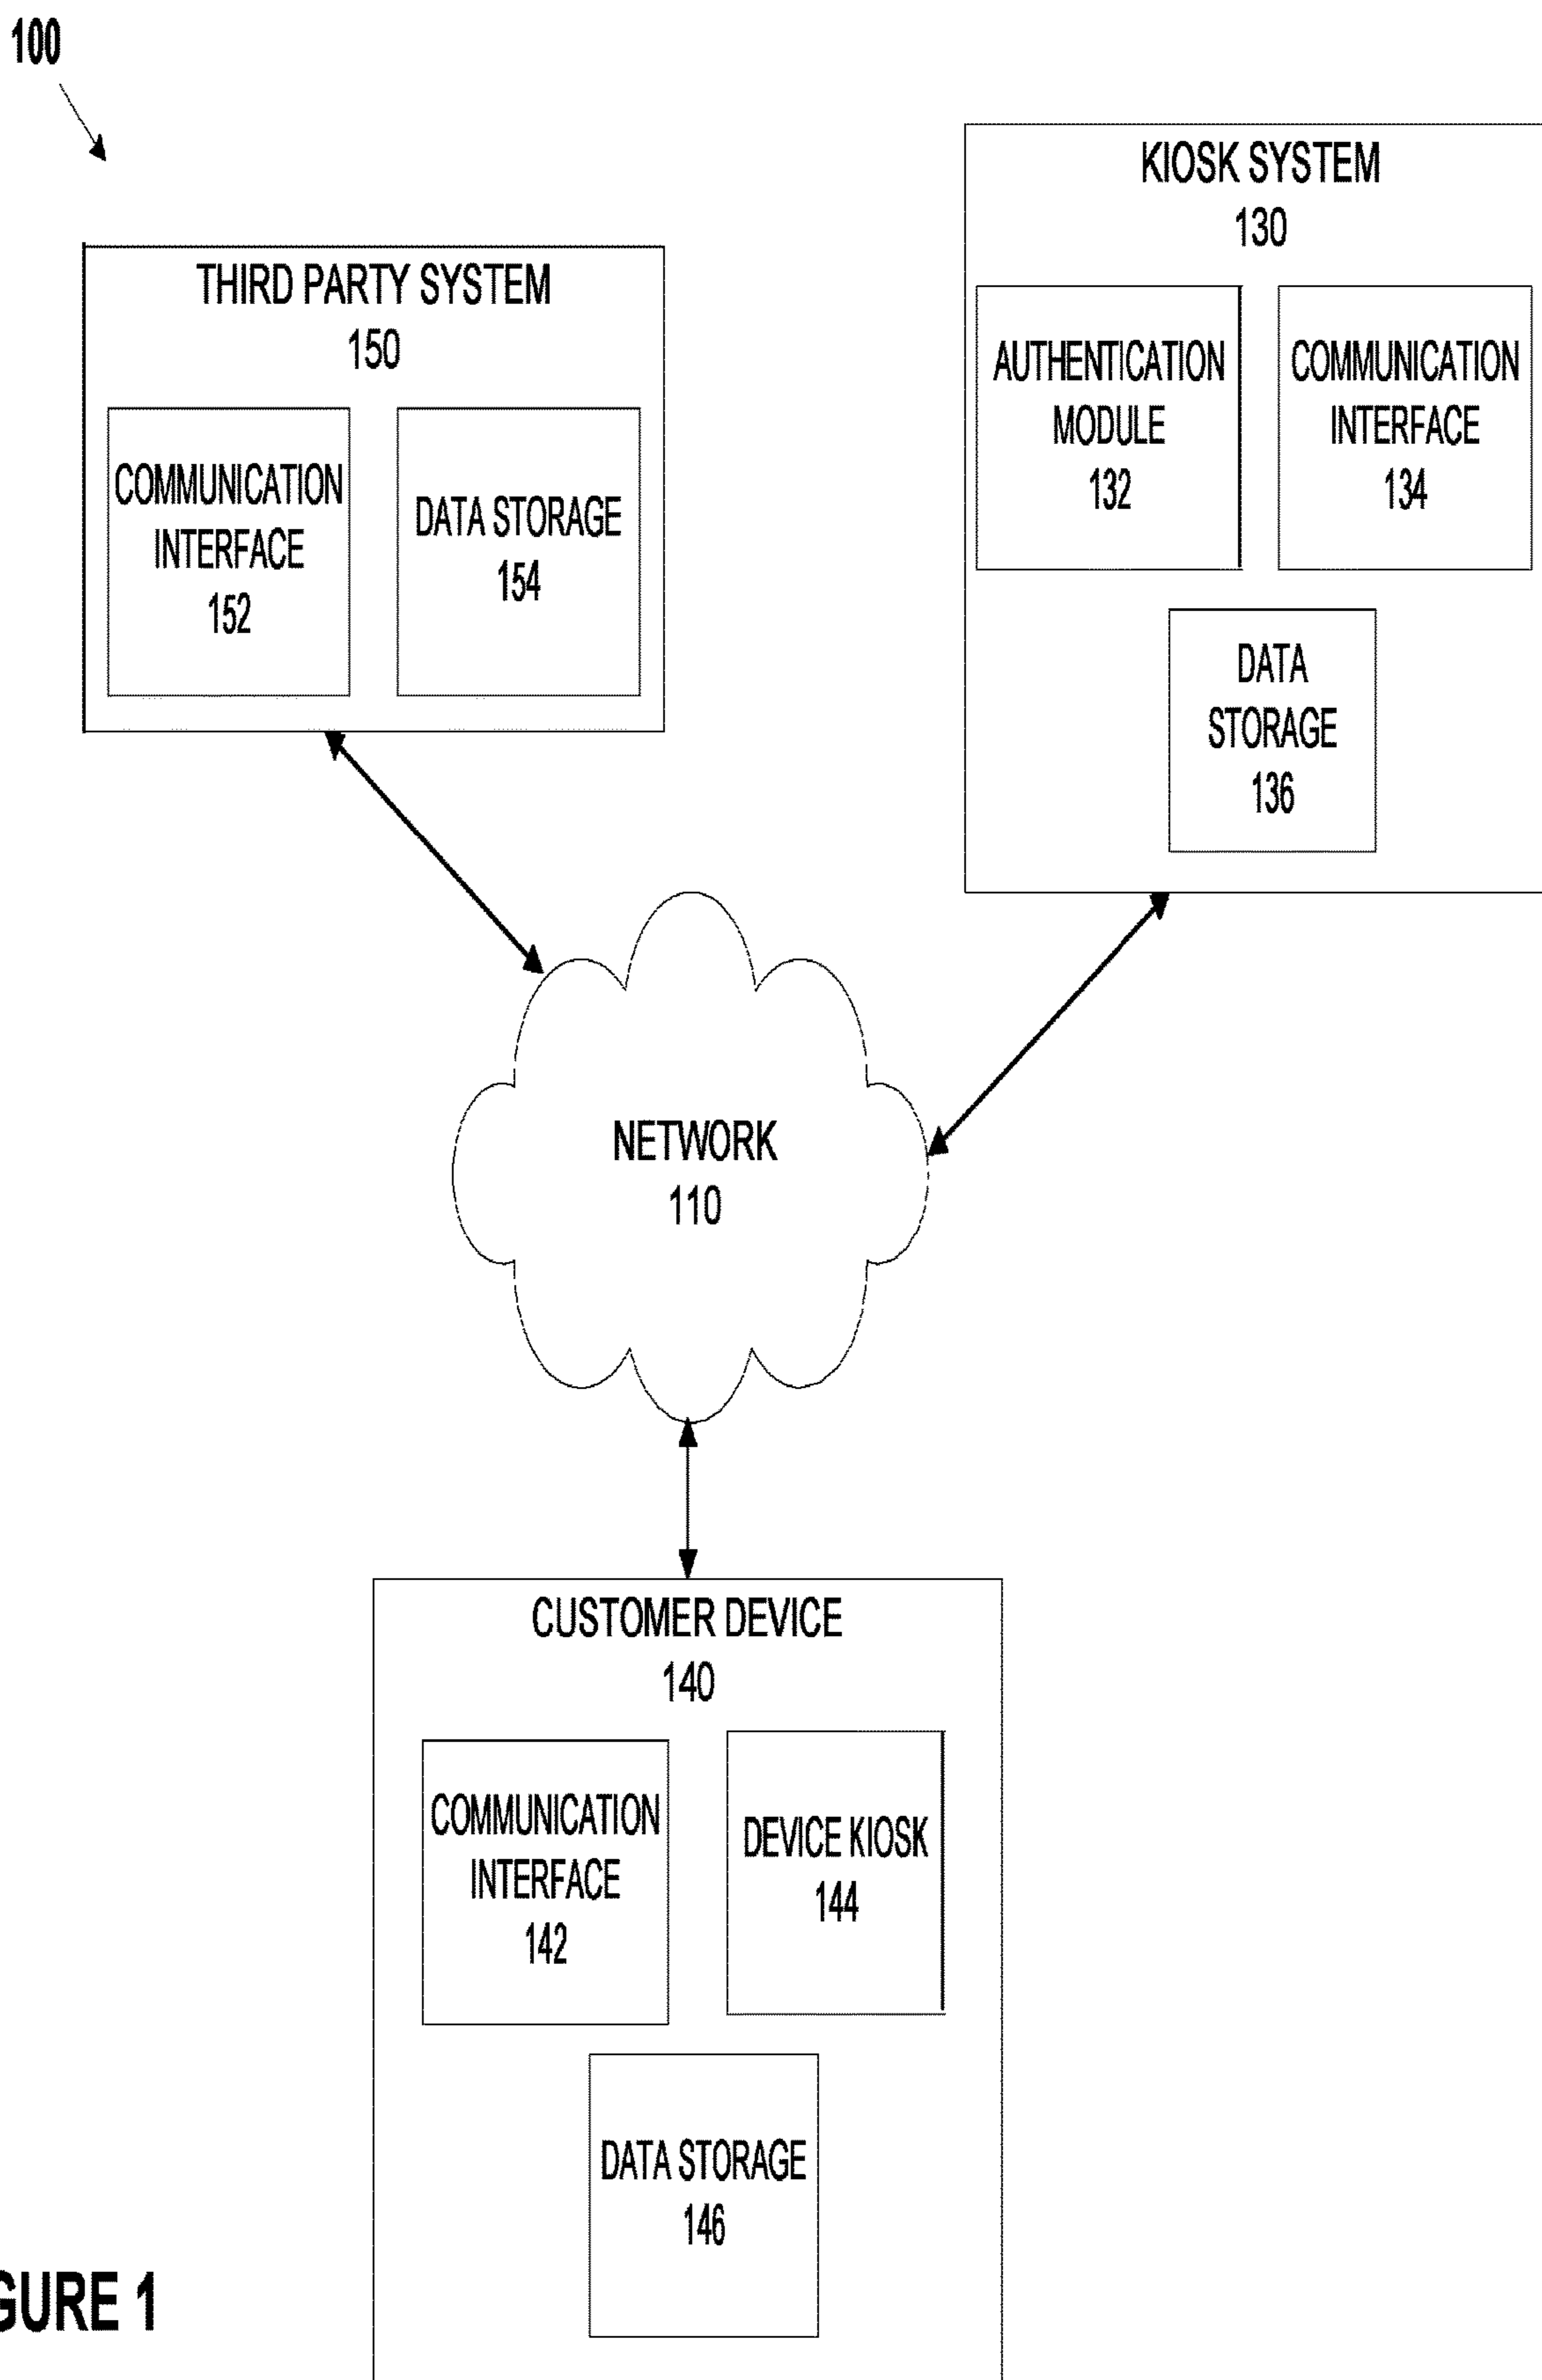 100
THIRD PARTY SYSTEM
150
COMMUNICATION
INTERFACE
152
DATA STORAGE
154
KIOSK SYSTEM
130
AUTHENTICATION
MODULE
132
COMMUNICATION
INTERFACE
134
DATA
STORAGE
136
NETWORK
110
CUSTOMER DEVICE
140
COMMUNICATION
INTERFACE
142
DEVICE KIOSK
144
DATA STORAGE
146
GURE 1